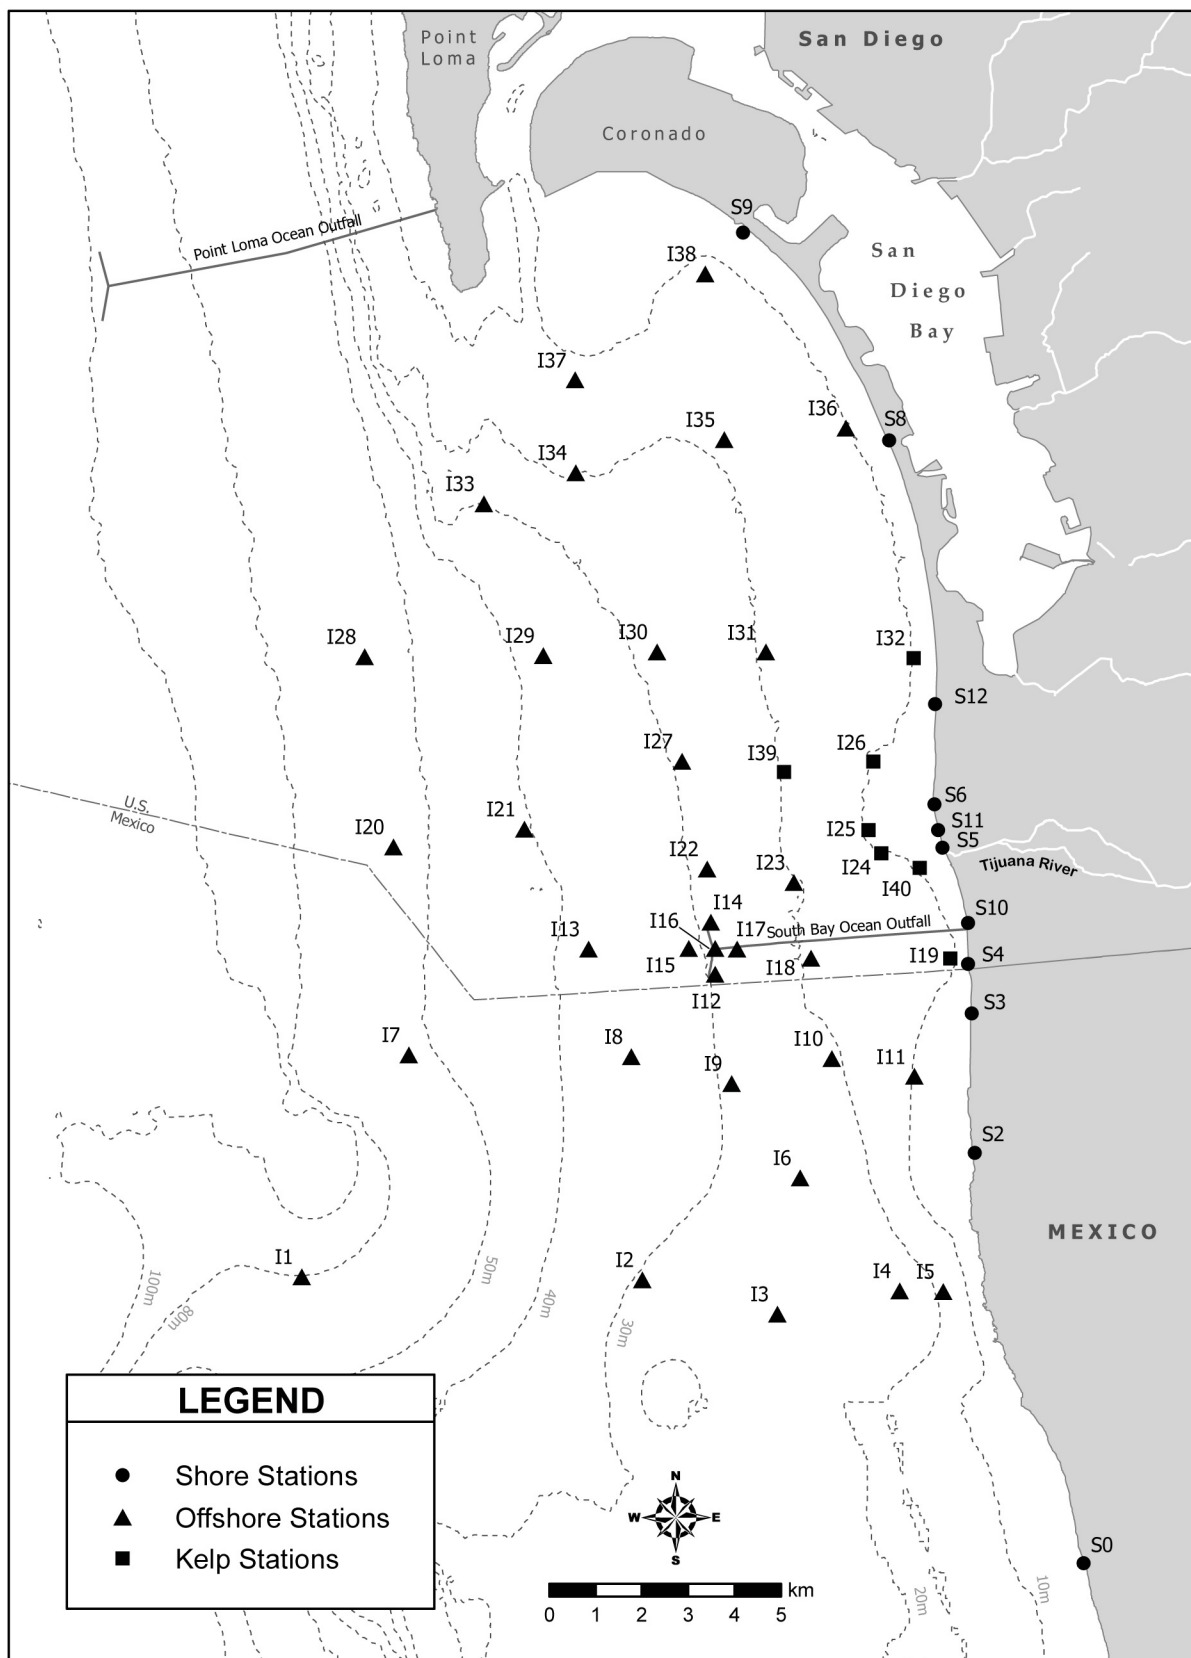 Point
Loma
San Diego
Coronado
S9
Point Loma Ocean Outfall
San
Diego
Bay
I38
I37
I36
I35
S8
I34
I33
I28
I29
I30
I31
I32
S12
I27
I39
I26
U.S.
Mexico
I20
I21
I25
S6
S11
S5
I22
I23
I24
I40
Tijuana River
I14
S10
South Bay Ocean Outfall
I13
I16
I17
I15
I18
I19
S4
I12
S3
I7
I8
I9
I10
I11
S2
I6
MEXICO
I1
I2
I3
I4
I5
100m
80m
50m
40m
30m
LEGEND
Shore Stations
Offshore Stations
Kelp Stations
N
W
E
S
km
0 1 2 3 4 5
S0
20m
10m